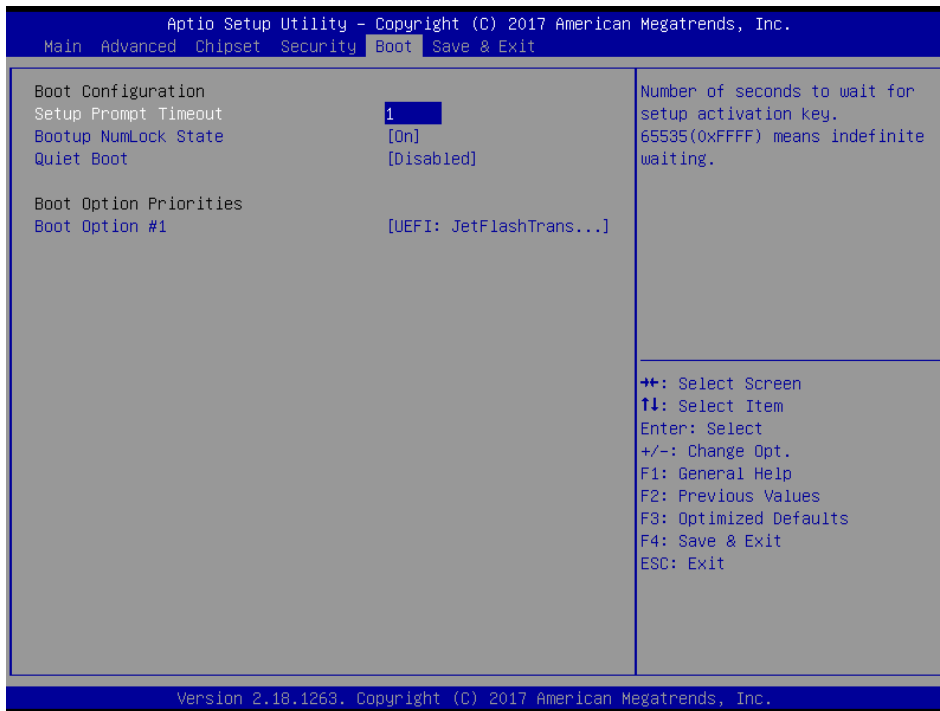 Aptio Setup Utility – Copyright (C) 2017 American Megatrends, Inc.
Main Advanced Chipset Security Boot Save & Exit
Boot Configuration
Setup Prompt Timeout 1
Bootup NumLock State [On]
Quiet Boot [Disabled]
Boot Option Priorities
Boot Option #1 [UEFI: JetFlashTrans...]
Number of seconds to wait for
setup activation key.
65535(0xFFFF) means indefinite
waiting.
→←: Select Screen
↑↓: Select Item
Enter: Select
+/-: Change Opt.
F1: General Help
F2: Previous Values
F3: Optimized Defaults
F4: Save & Exit
ESC: Exit
Version 2.18.1263. Copyright (C) 2017 American Megatrends, Inc.